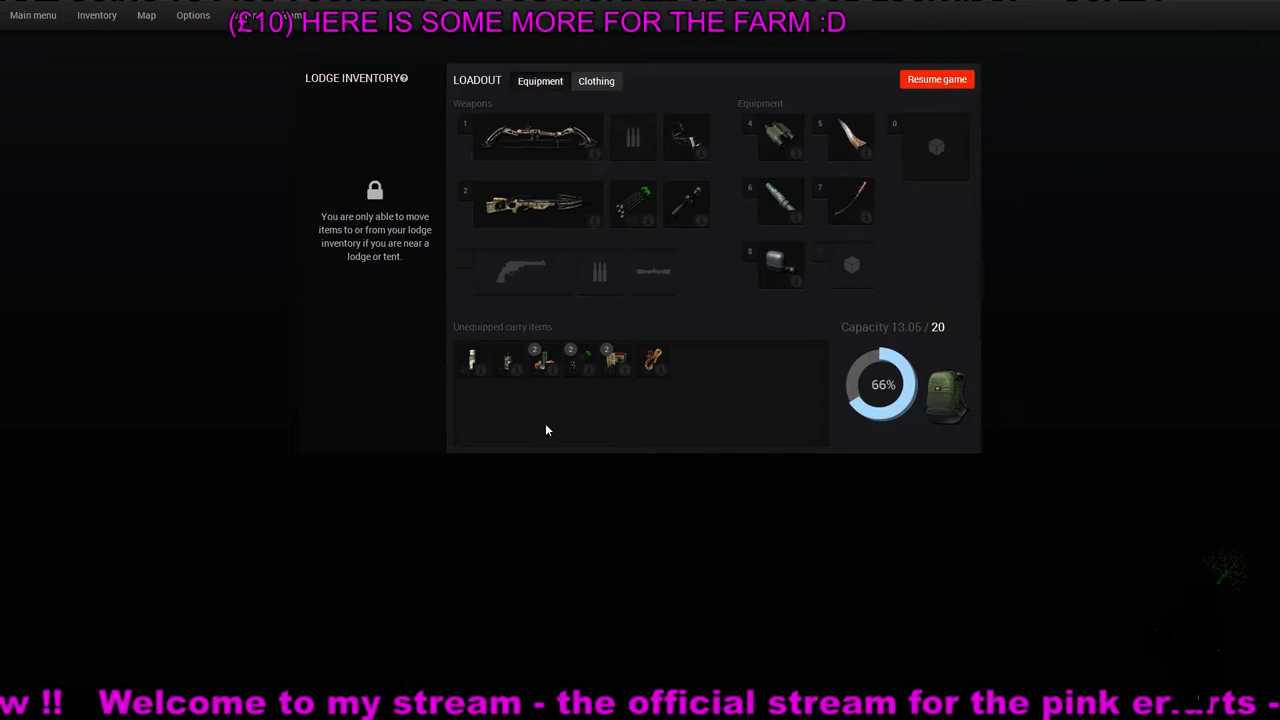 (£10) HERE IS SOME MORE FOR THE FARM :D
Main menu Inventory Map Options
LODGE INVENTORY
You are only able to move
items to or from your lodge
inventory if you are near a
lodge or tent.
LOADOUT Equipment Clothing Resume game
Weapons Equipment
1 4 5 0
2 6 7
8
Unequipped carry items
Capacity 13.05 / 20
2 2 2
66%
w !! Welcome to my stream - the official stream for the pink